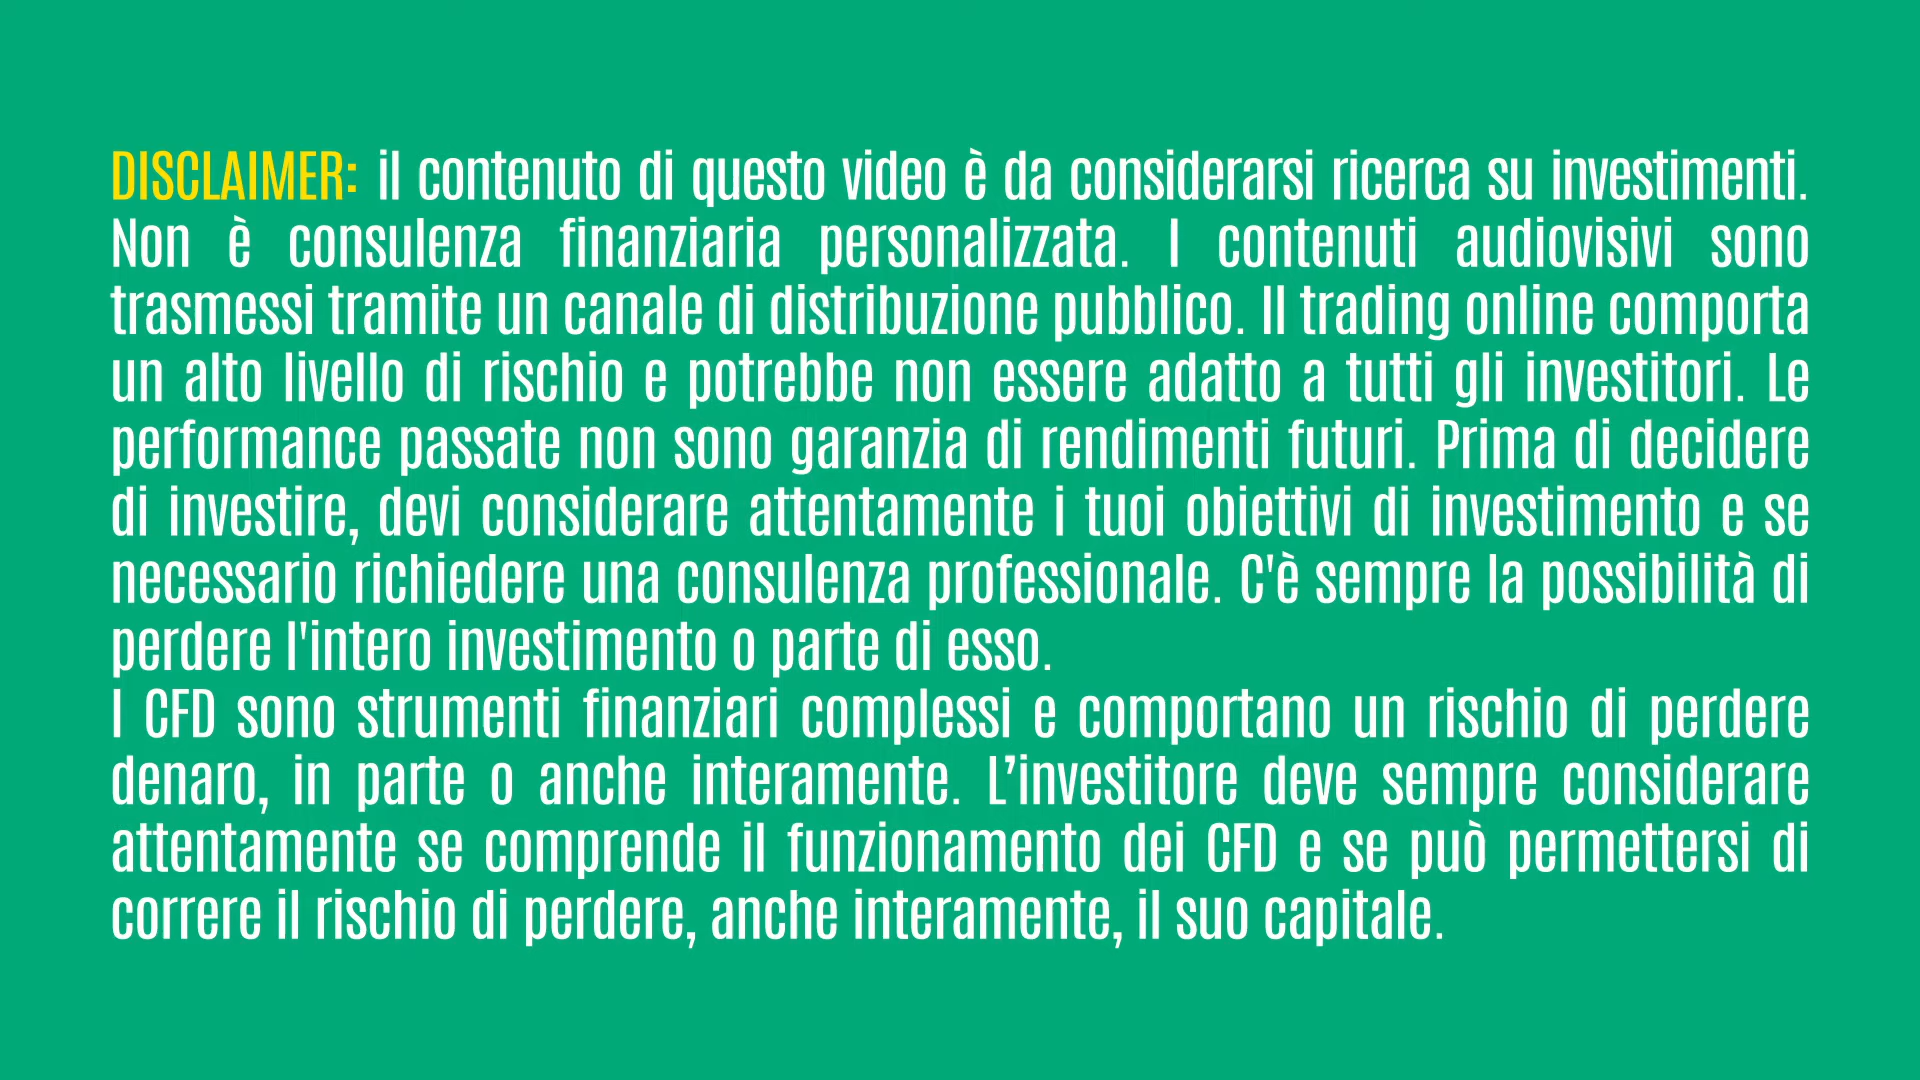 DISCLAIMER: il contenuto di questo video è da considerarsi ricerca su investimenti.
Non è consulenza finanziaria personalizzata. I contenuti audiovisivi sono
trasmessi tramite un canale di distribuzione pubblico. Il trading online comporta
un alto livello di rischio e potrebbe non essere adatto a tutti gli investitori. Le
performance passate non sono garanzia di rendimenti futuri. Prima di decidere
di investire, devi considerare attentamente i tuoi obiettivi di investimento e se
necessario richiedere una consulenza professionale. C'è sempre la possibilità di
perdere l'intero investimento o parte di esso.
I CFD sono strumenti finanziari complessi e comportano un rischio di perdere
denaro, in parte o anche interamente. L’investitore deve sempre considerare
attentamente se comprende il funzionamento dei CFD e se può permettersi di
correre il rischio di perdere, anche interamente, il suo capitale.